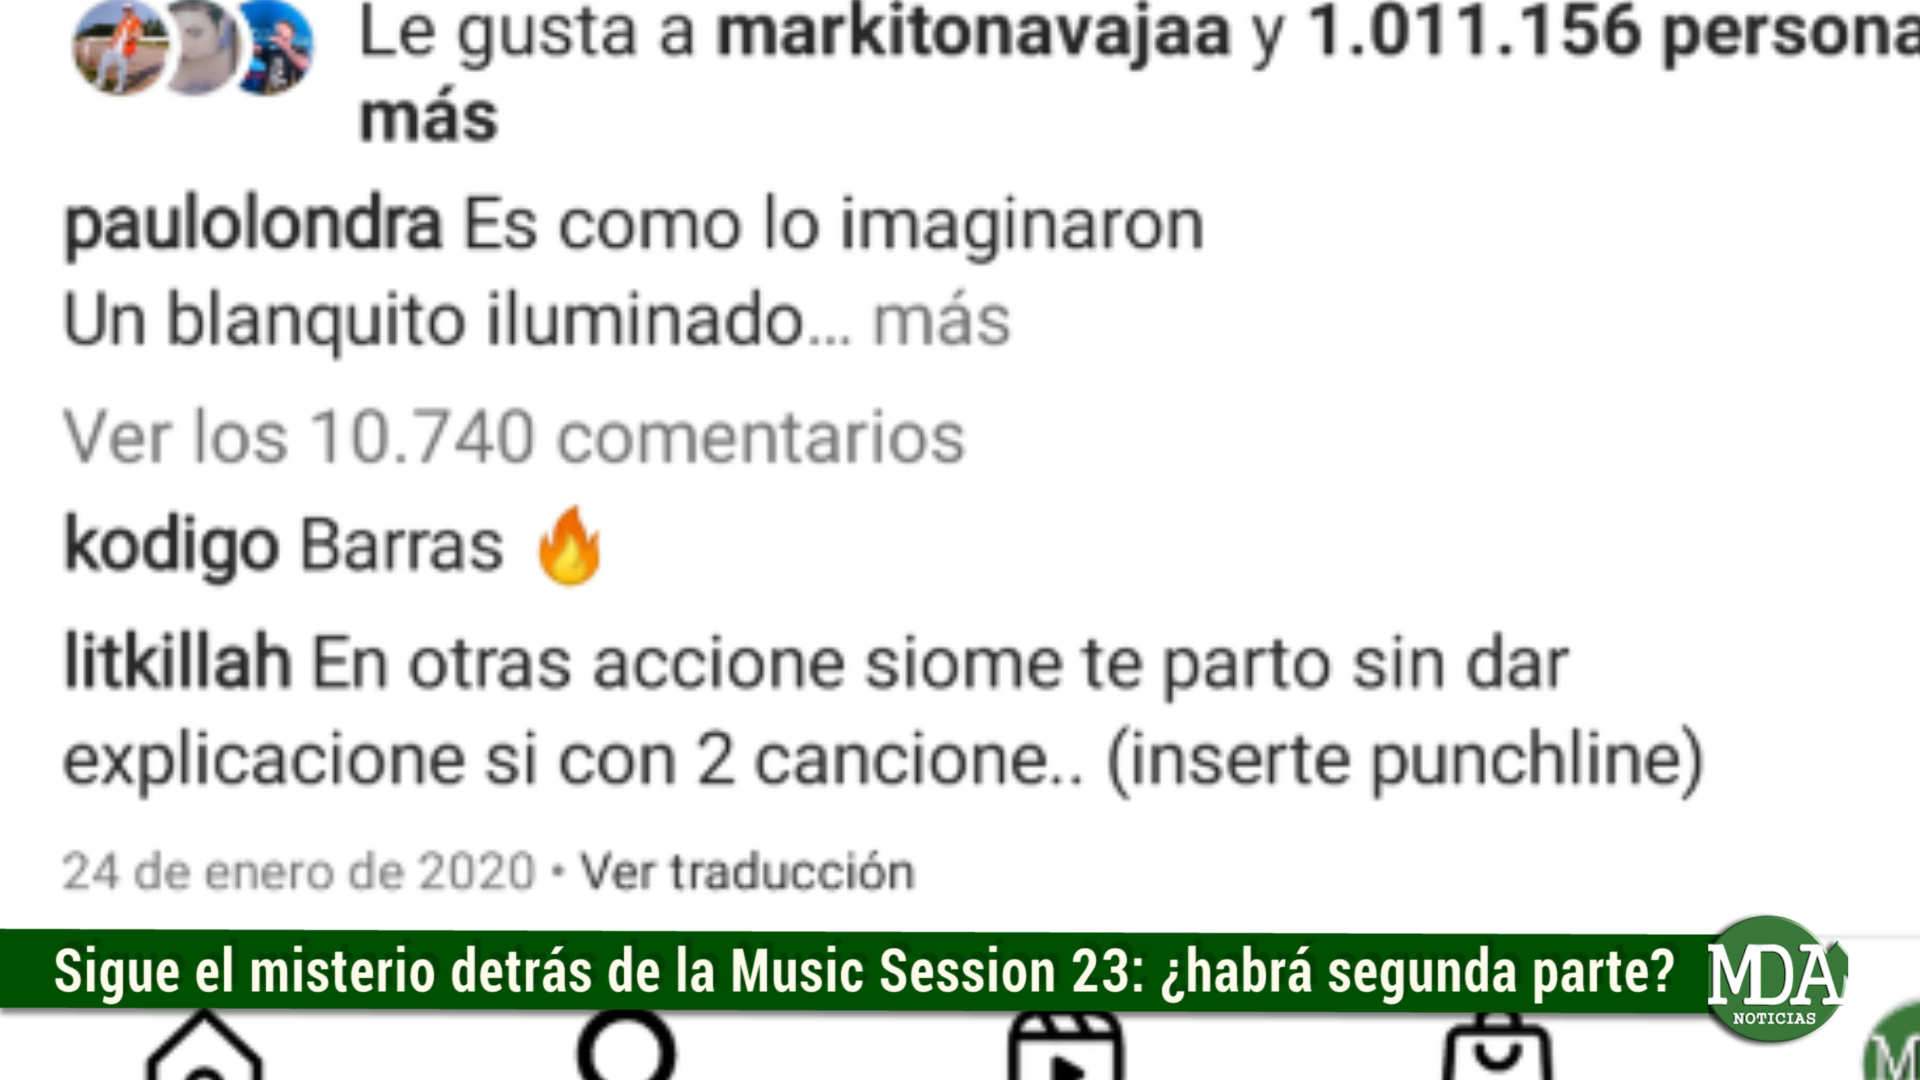 Le gusta a markitonavajaa y 1.011.156 persona
más
paulolondra Es como lo imaginaron
Un blanquito iluminado... más
Ver los 10.740 comentarios
kodigo Barras 🔥
litkillah En otras accione siome te parto sin dar
explicacione si con 2 cancione.. (inserte punchline)
24 de enero de 2020 • Ver traducción
Sigue el misterio detrás de la Music Session 23: ¿habrá segunda parte?
MDA
NOTICIAS